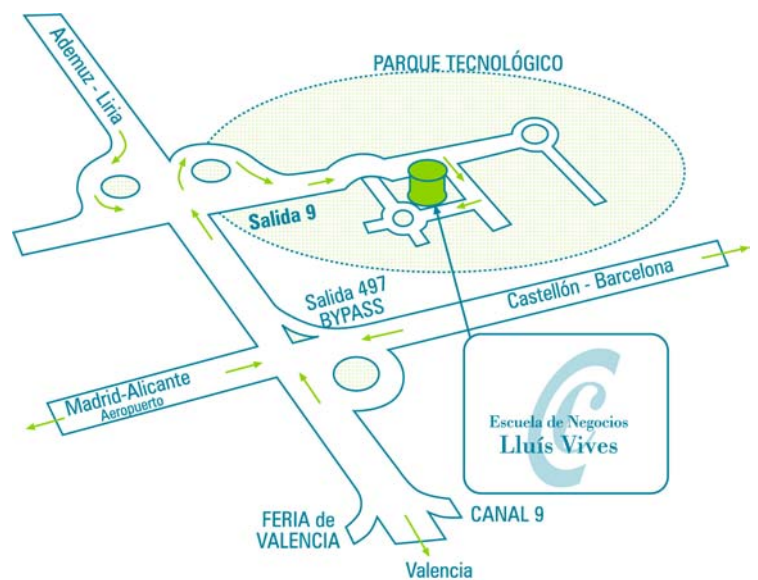 Ademuz - Liria
PARQUE TECNOLÓGICO
Salida 9
Salida 497
BYPASS
Castellón - Barcelona
Madrid-Alicante
Aeropuerto
Escuela de Negocios
Lluís Vives
FERIA de
VALENCIA
CANAL 9
Valencia